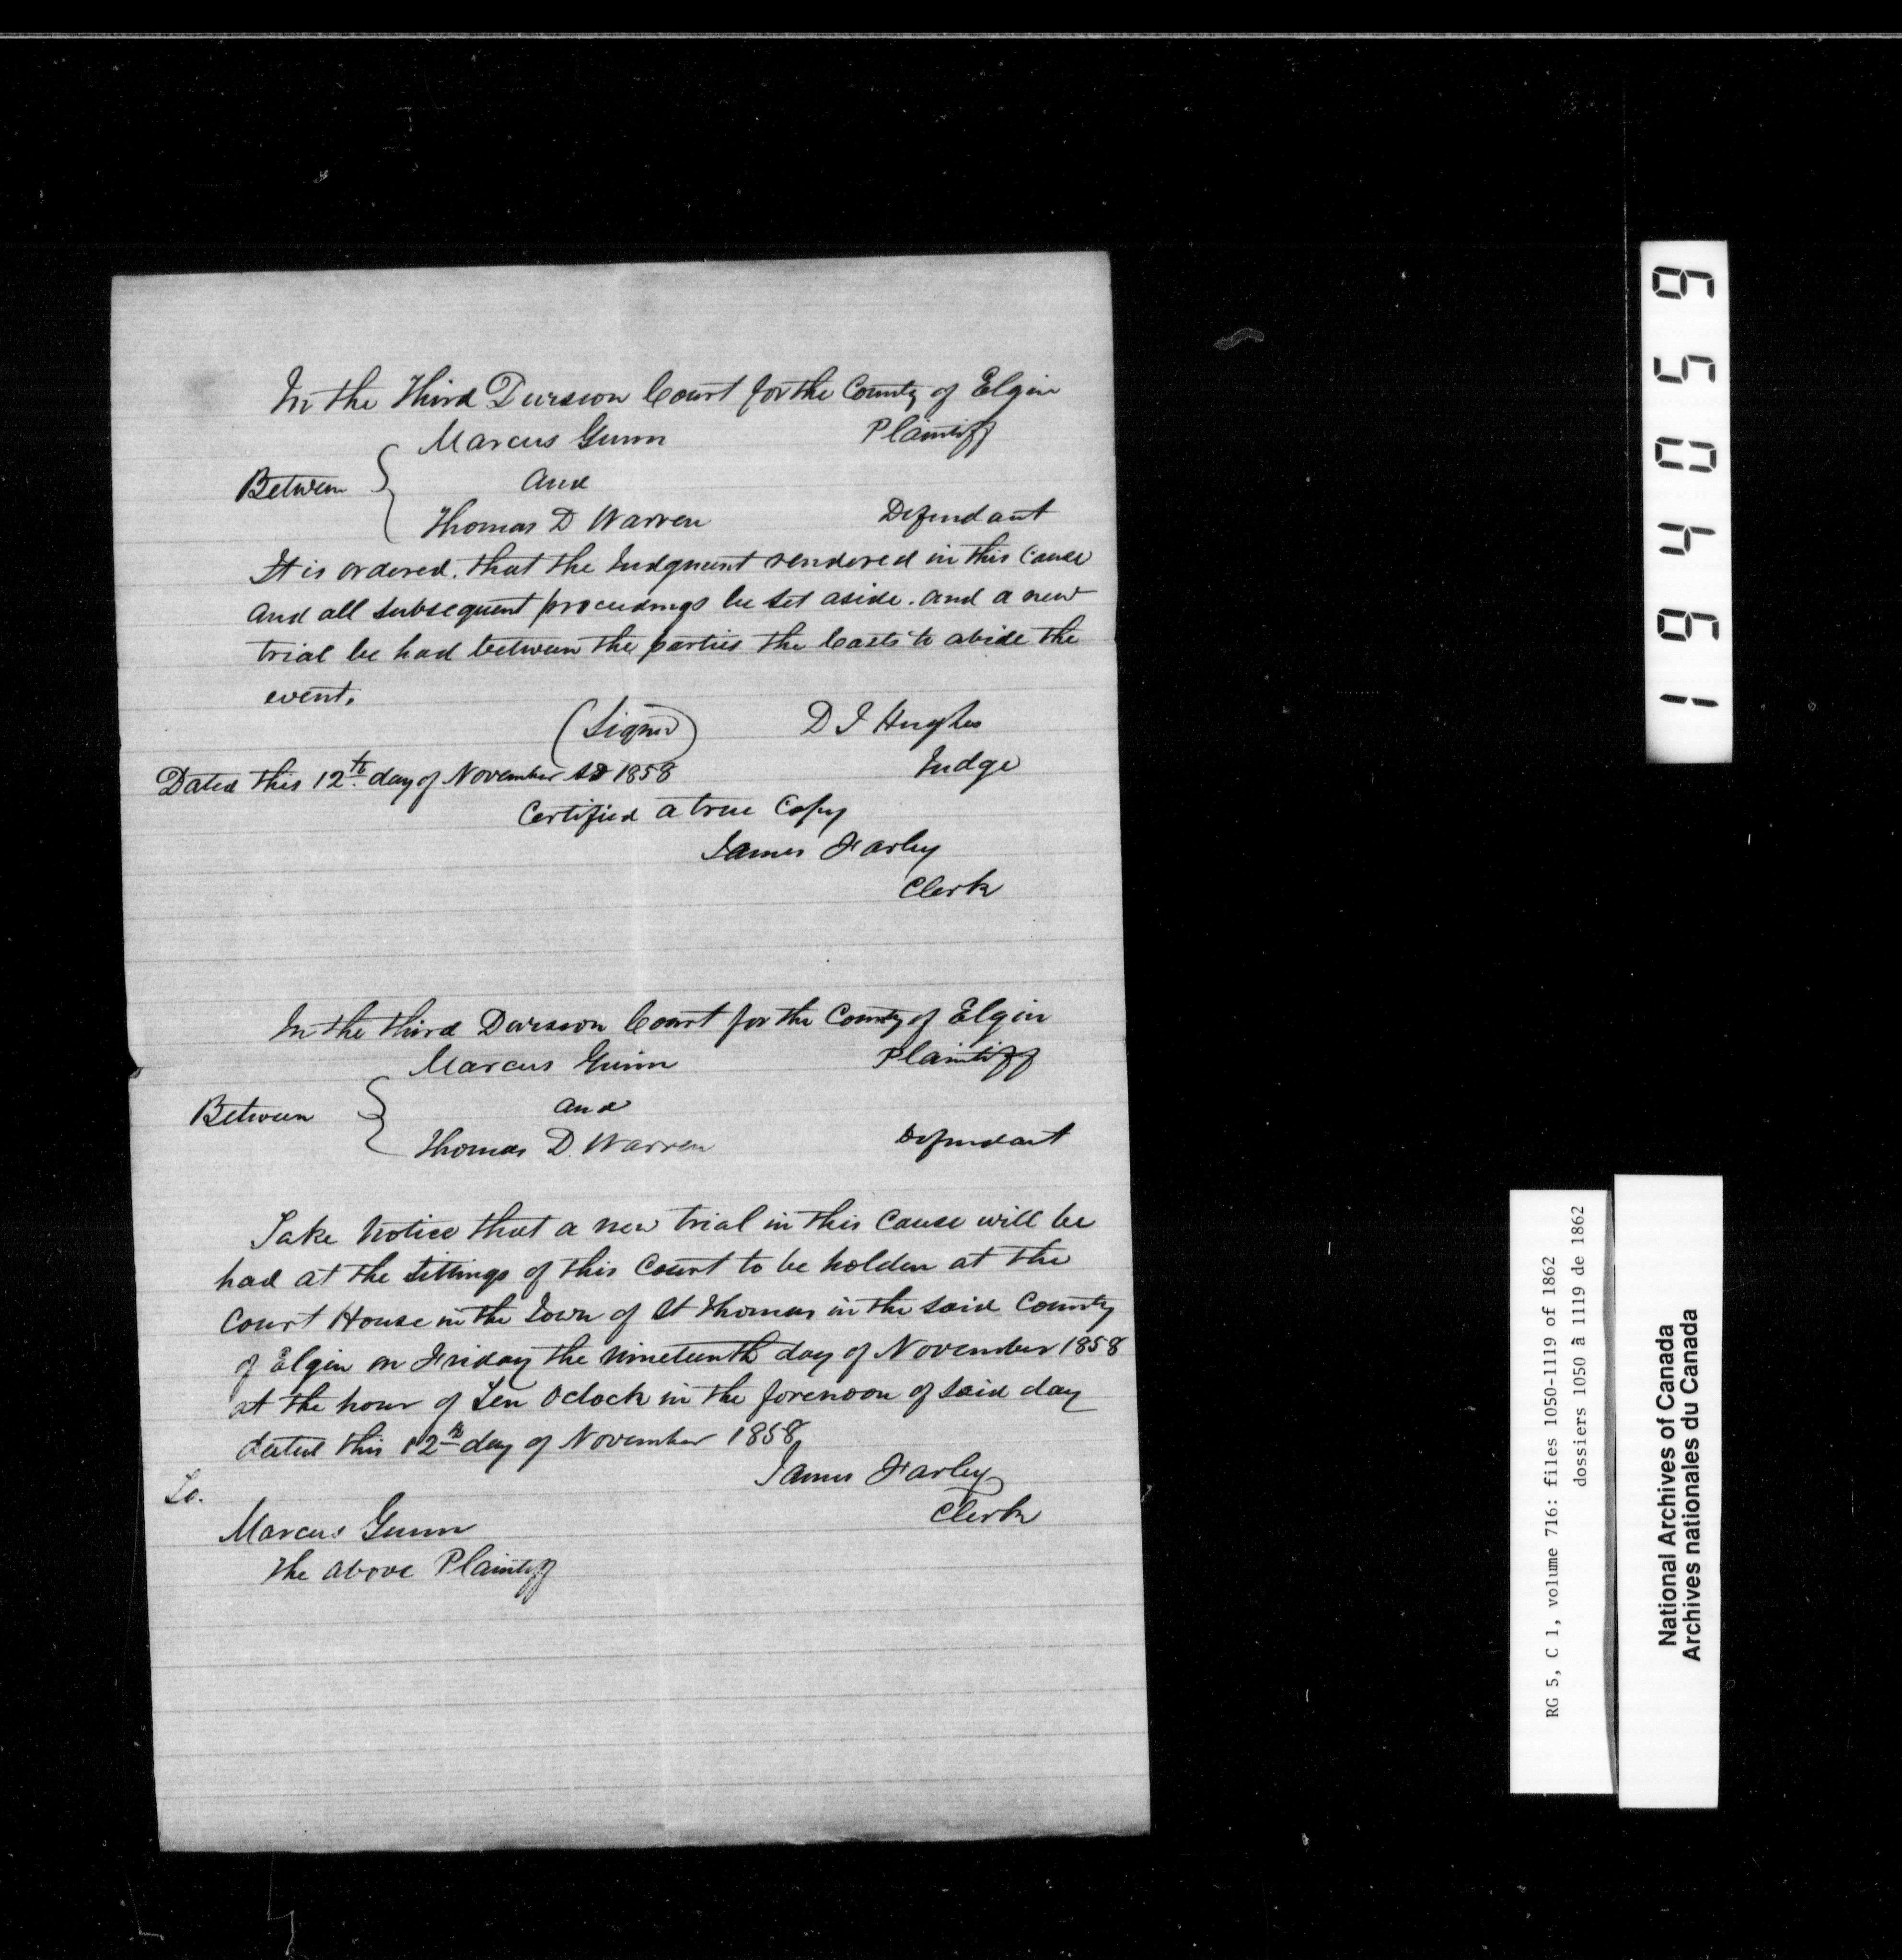 In the Third Division Court for the County of Elgin
Marcus Gunn Plaintiff
Between and
Thomas D Warren Defendant
It is ordered. that the Judgment rendered in this Cause
and all subsequent proceedings be set aside. and a new
trial be had between the parties the Costs to abide the
event.
(Signed) D J Hughes
Judge
Dated this 12th day of November AD 1858
Certified a true Copy
James Farley
Clerk
In the third Division Court for the County of Elgin
Marcus Gunn Plaintiff
Between and
Thomas D. Warren Defendant
Take Notice that a new trial in this Cause will be
had at the sittings of this Court to be holden at the
Court House in the Town of St Thomas in the said County
of Elgin on Friday the nineteenth day of November 1858
at the hour of Ten Oclock in the forenoon of said day
dated this 12th day of November 1858
James Farley
Clerk
To.
Marcus Gunn
the above Plaintiff
194059
RG 5, C 1, volume 716: files 1050-1119 of 1862
dossiers 1050 à 1119 de 1862
National Archives of Canada
Archives nationales du Canada